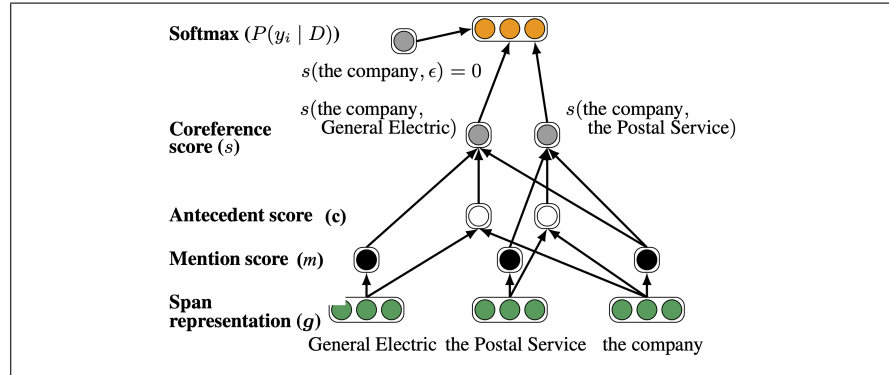 Softmax (P(y_i | D))
s(the company, ϵ) = 0
s(the company,
General Electric)
s(the company,
the Postal Service)
Coreference
score (s)
Antecedent score (c)
Mention score (m)
Span
representation (g)
General Electric the Postal Service the company